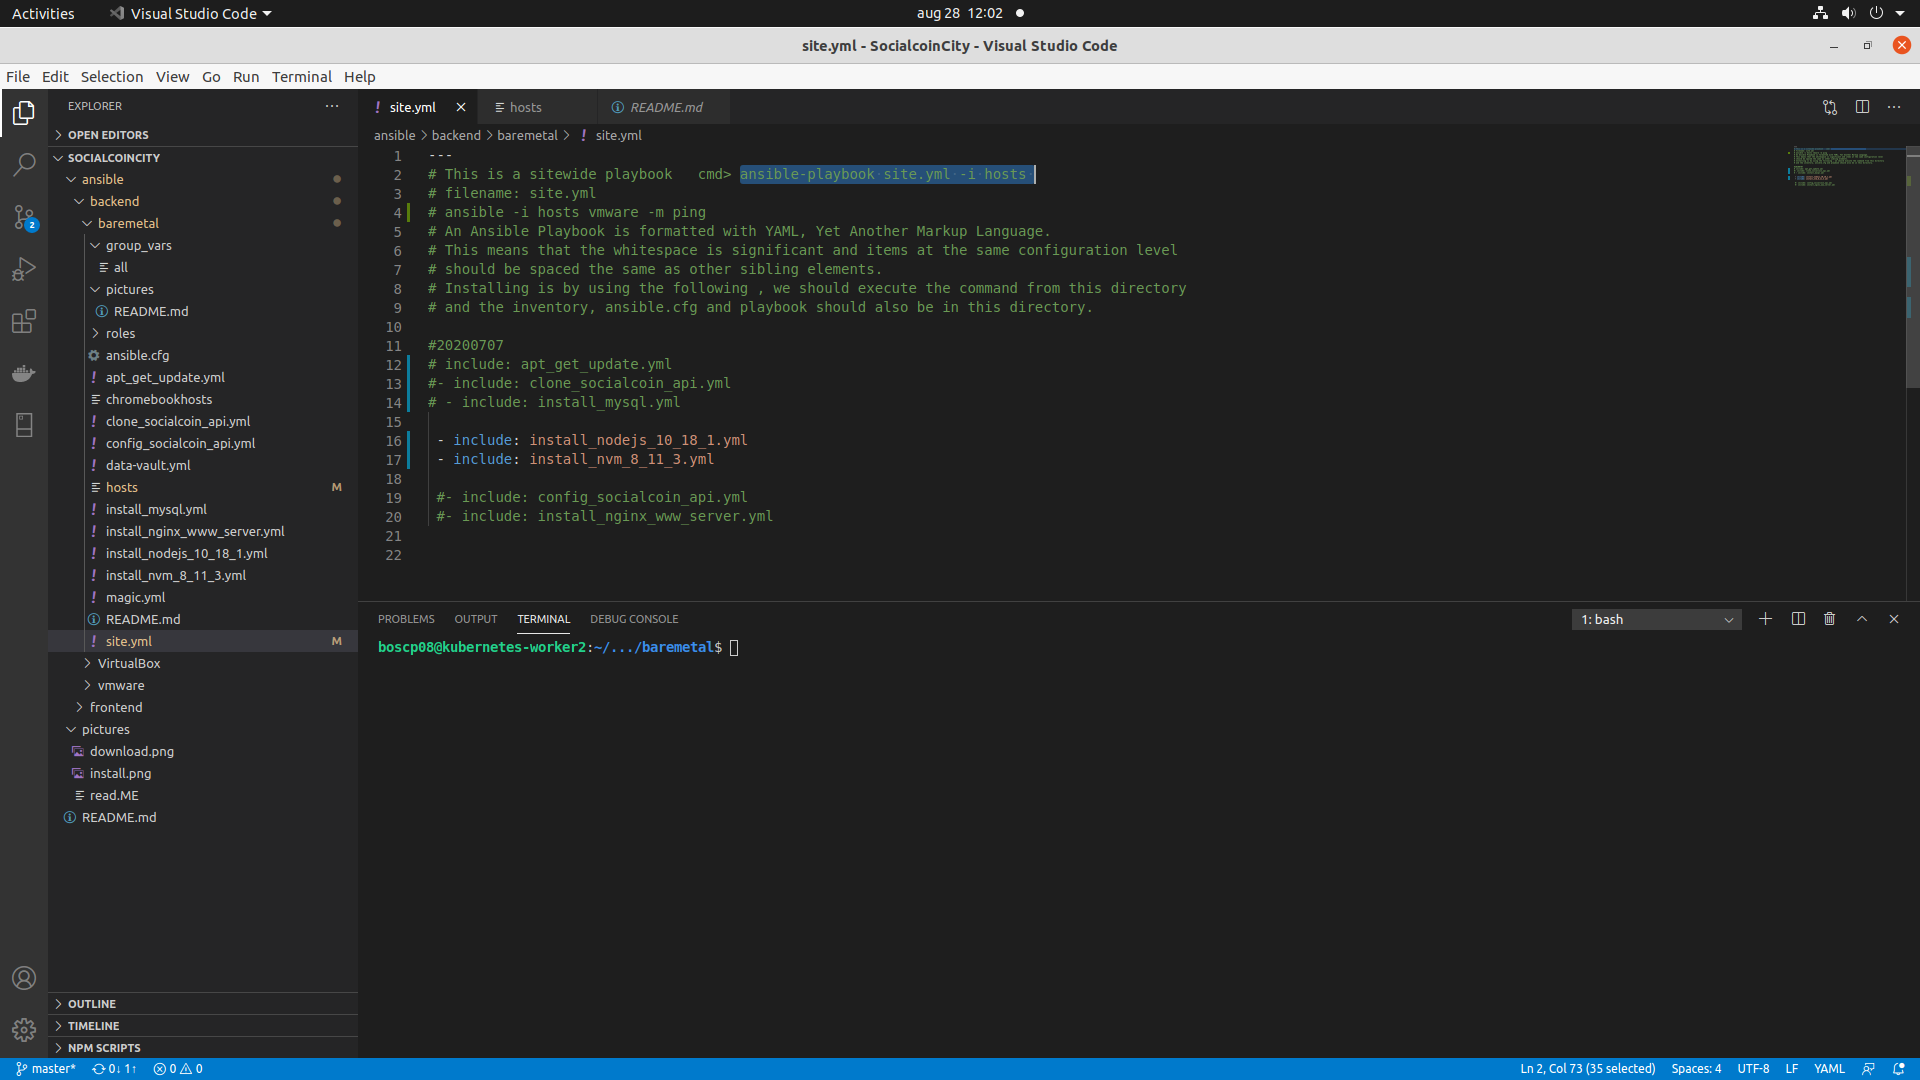 Activities
Visual Studio Code
aug 28 12:02
site.yml - SocialcoinCity - Visual Studio Code
File Edit Selection View Go Run Terminal Help
EXPLORER
OPEN EDITORS
SOCIALCOINCITY
ansible
backend
baremetal
group_vars
all
pictures
README.md
roles
ansible.cfg
apt_get_update.yml
chromebookhosts
clone_socialcoin_api.yml
config_socialcoin_api.yml
data-vault.yml
hosts M
install_mysql.yml
install_nginx_www_server.yml
install_nodejs_10_18_1.yml
install_nvm_8_11_3.yml
magic.yml
README.md
site.yml M
VirtualBox
vmware
frontend
pictures
download.png
install.png
read.ME
README.md
OUTLINE
TIMELINE
NPM SCRIPTS
2
site.yml
hosts
README.md
ansible > backend > baremetal > ! site.yml
1 ---
2 # This is a sitewide playbook   cmd> ansible-playbook site.yml -i hosts
3 # filename: site.yml
4 # ansible -i hosts vmware -m ping
5 # An Ansible Playbook is formatted with YAML, Yet Another Markup Language.
6 # This means that the whitespace is significant and items at the same configuration level
7 # should be spaced the same as other sibling elements.
8 # Installing is by using the following , we should execute the command from this directory
9 # and the inventory, ansible.cfg and playbook should also be in this directory.
10
11 #20200707
12 # include: apt_get_update.yml
13 #- include: clone_socialcoin_api.yml
14 # - include: install_mysql.yml
15
16 - include: install_nodejs_10_18_1.yml
17 - include: install_nvm_8_11_3.yml
18
19 #- include: config_socialcoin_api.yml
20 #- include: install_nginx_www_server.yml
21
22
PROBLEMS OUTPUT TERMINAL DEBUG CONSOLE
1: bash
boscp08@kubernetes-worker2:~/.../baremetal$
master* 0↓ 1↑ 0 0
Ln 2, Col 73 (35 selected) Spaces: 4 UTF-8 LF YAML